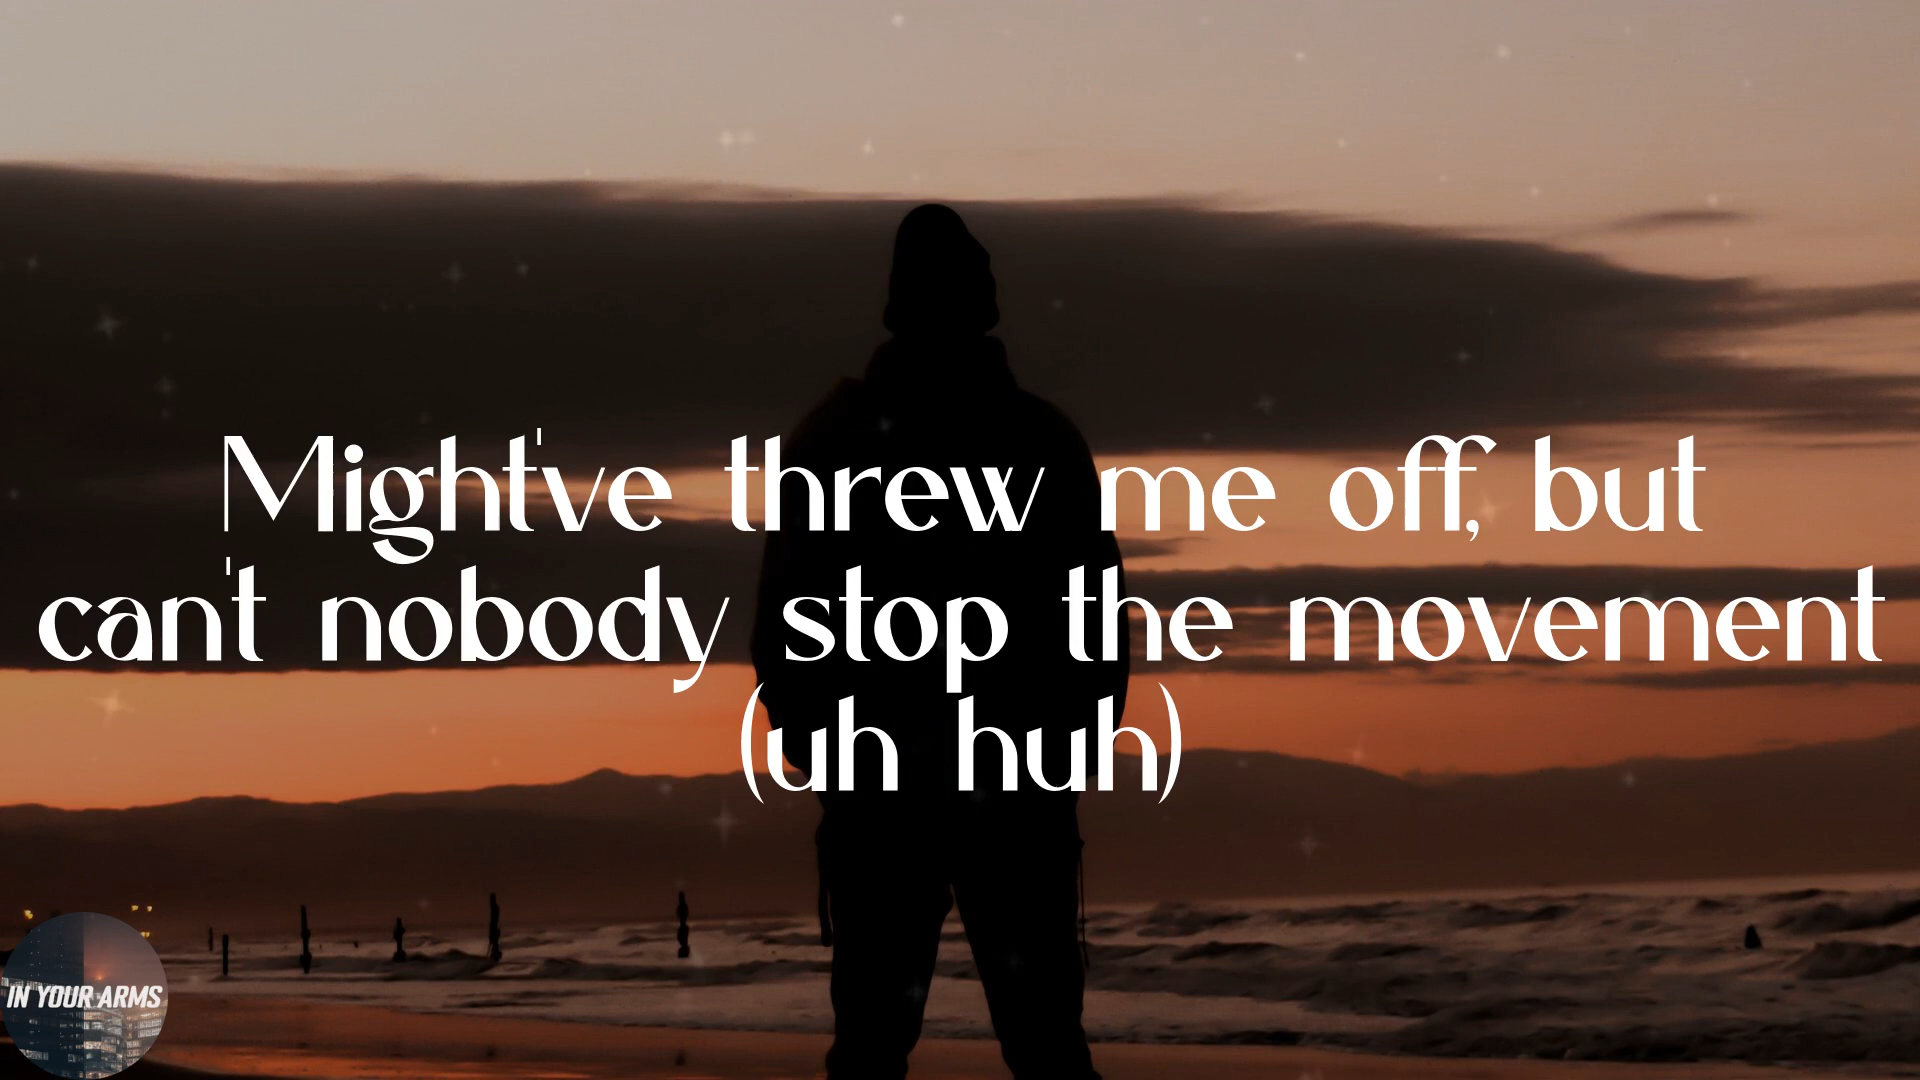 Might've threw me off, but
can't nobody stop the movement
(uh huh)
IN YOUR ARMS